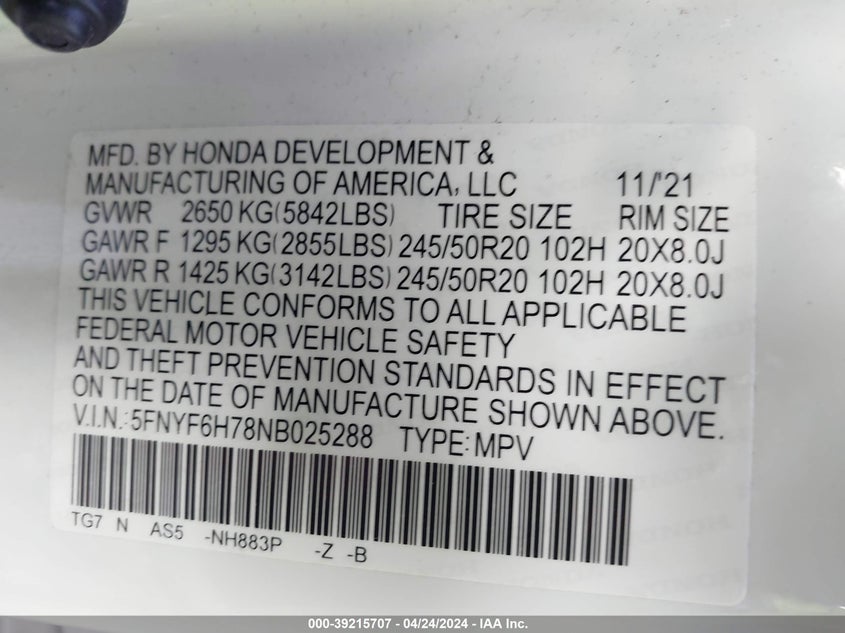 MFD. BY HONDA DEVELOPMENT &
MANUFACTURING OF AMERICA, LLC 11/'21
GVWR 2650 KG(5842LBS) TIRE SIZE RIM SIZE
GAWR F 1295 KG(2855LBS) 245/50R20 102H 20X8.0J
GAWR R 1425 KG(3142LBS) 245/50R20 102H 20X8.0J
THIS VEHICLE CONFORMS TO ALL APPLICABLE
FEDERAL MOTOR VEHICLE SAFETY
AND THEFT PREVENTION STANDARDS IN EFFECT
ON THE DATE OF MANUFACTURE SHOWN ABOVE.
V.I.N.:5FNYF6H78NB025288 TYPE:MPV
TG7 N AS5 -NH883P -Z -B
000-39215707 - 04/24/2024 - IAA Inc.